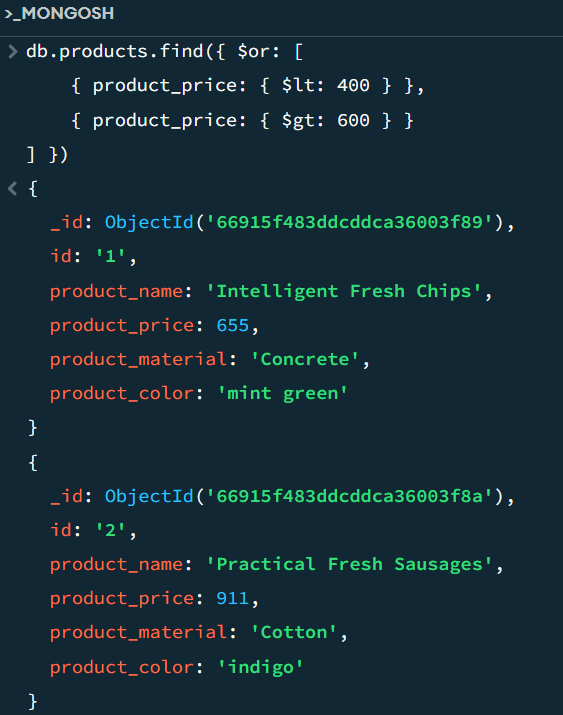 >_MONGOSH
> db.products.find({ $or: [
{ product_price: { $lt: 400 } },
{ product_price: { $gt: 600 } }
] })
< {
_id: ObjectId('66915f483ddcddca36003f89'),
id: '1',
product_name: 'Intelligent Fresh Chips',
product_price: 655,
product_material: 'Concrete',
product_color: 'mint green'
}
{
_id: ObjectId('66915f483ddcddca36003f8a'),
id: '2',
product_name: 'Practical Fresh Sausages',
product_price: 911,
product_material: 'Cotton',
product_color: 'indigo'
}